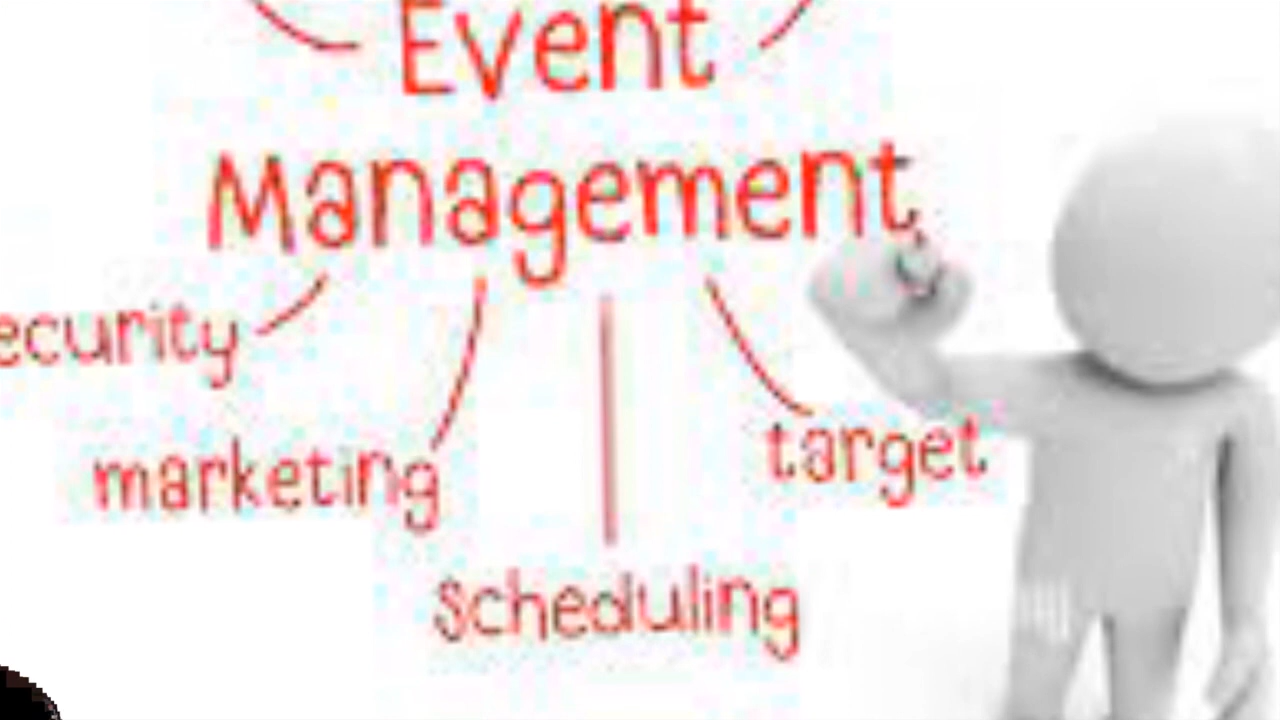 Event
Management
ecurity
marketing
target
scheduling